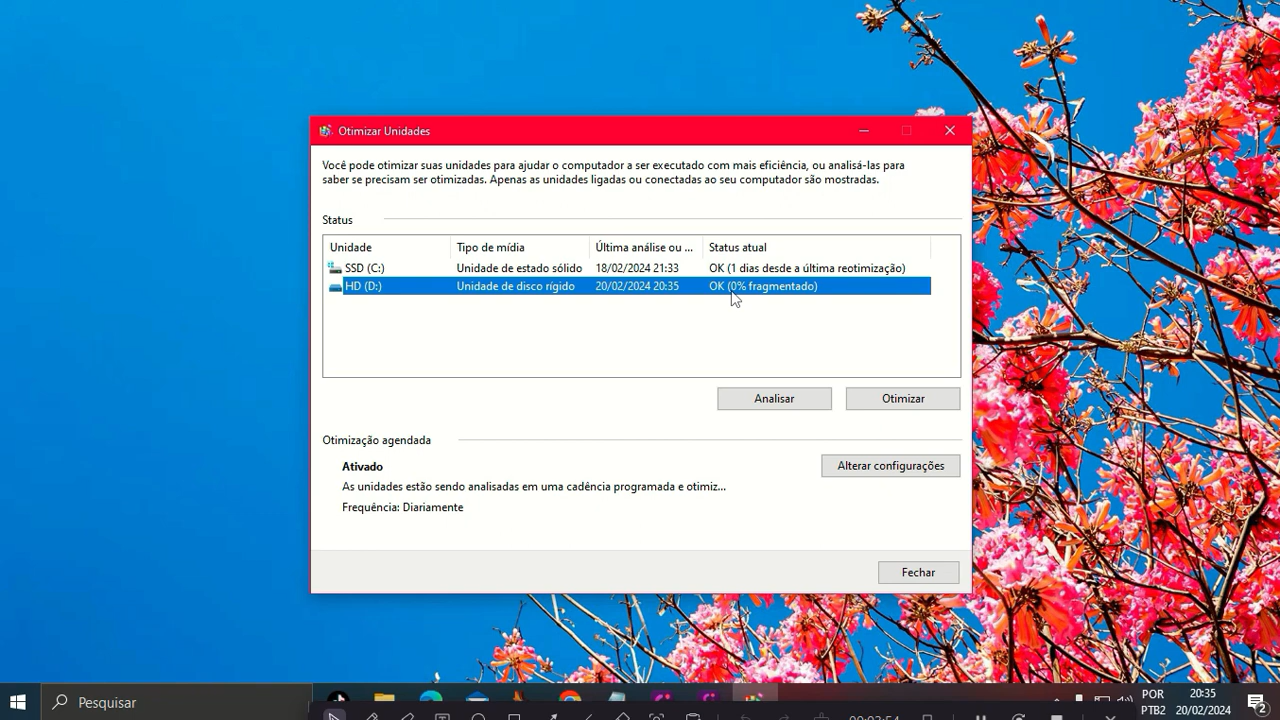 Otimizar Unidades
Você pode otimizar suas unidades para ajudar o computador a ser executado com mais eficiência, ou analisá-las para
saber se precisam ser otimizadas. Apenas as unidades ligadas ou conectadas ao seu computador são mostradas.
Status
Unidade Tipo de mídia Última análise ou ... Status atual
SSD (C:) Unidade de estado sólido 18/02/2024 21:33 OK (1 dias desde a última reotimização)
HD (D:) Unidade de disco rígido 20/02/2024 20:35 OK (0% fragmentado)
Analisar Otimizar
Otimização agendada
Ativado
Alterar configurações
As unidades estão sendo analisadas em uma cadência programada e otimiz...
Frequência: Diariamente
Fechar
Pesquisar
POR 20:35
PTB2 20/02/2024
2
00:03:54